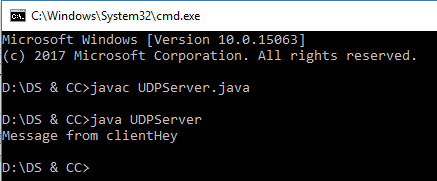 C:\Windows\System32\cmd.exe
Microsoft Windows [Version 10.0.15063]
(c) 2017 Microsoft Corporation. All rights reserved.
D:\DS & CC>javac UDPServer.java
D:\DS & CC>java UDPServer
Message from clientHey
D:\DS & CC>